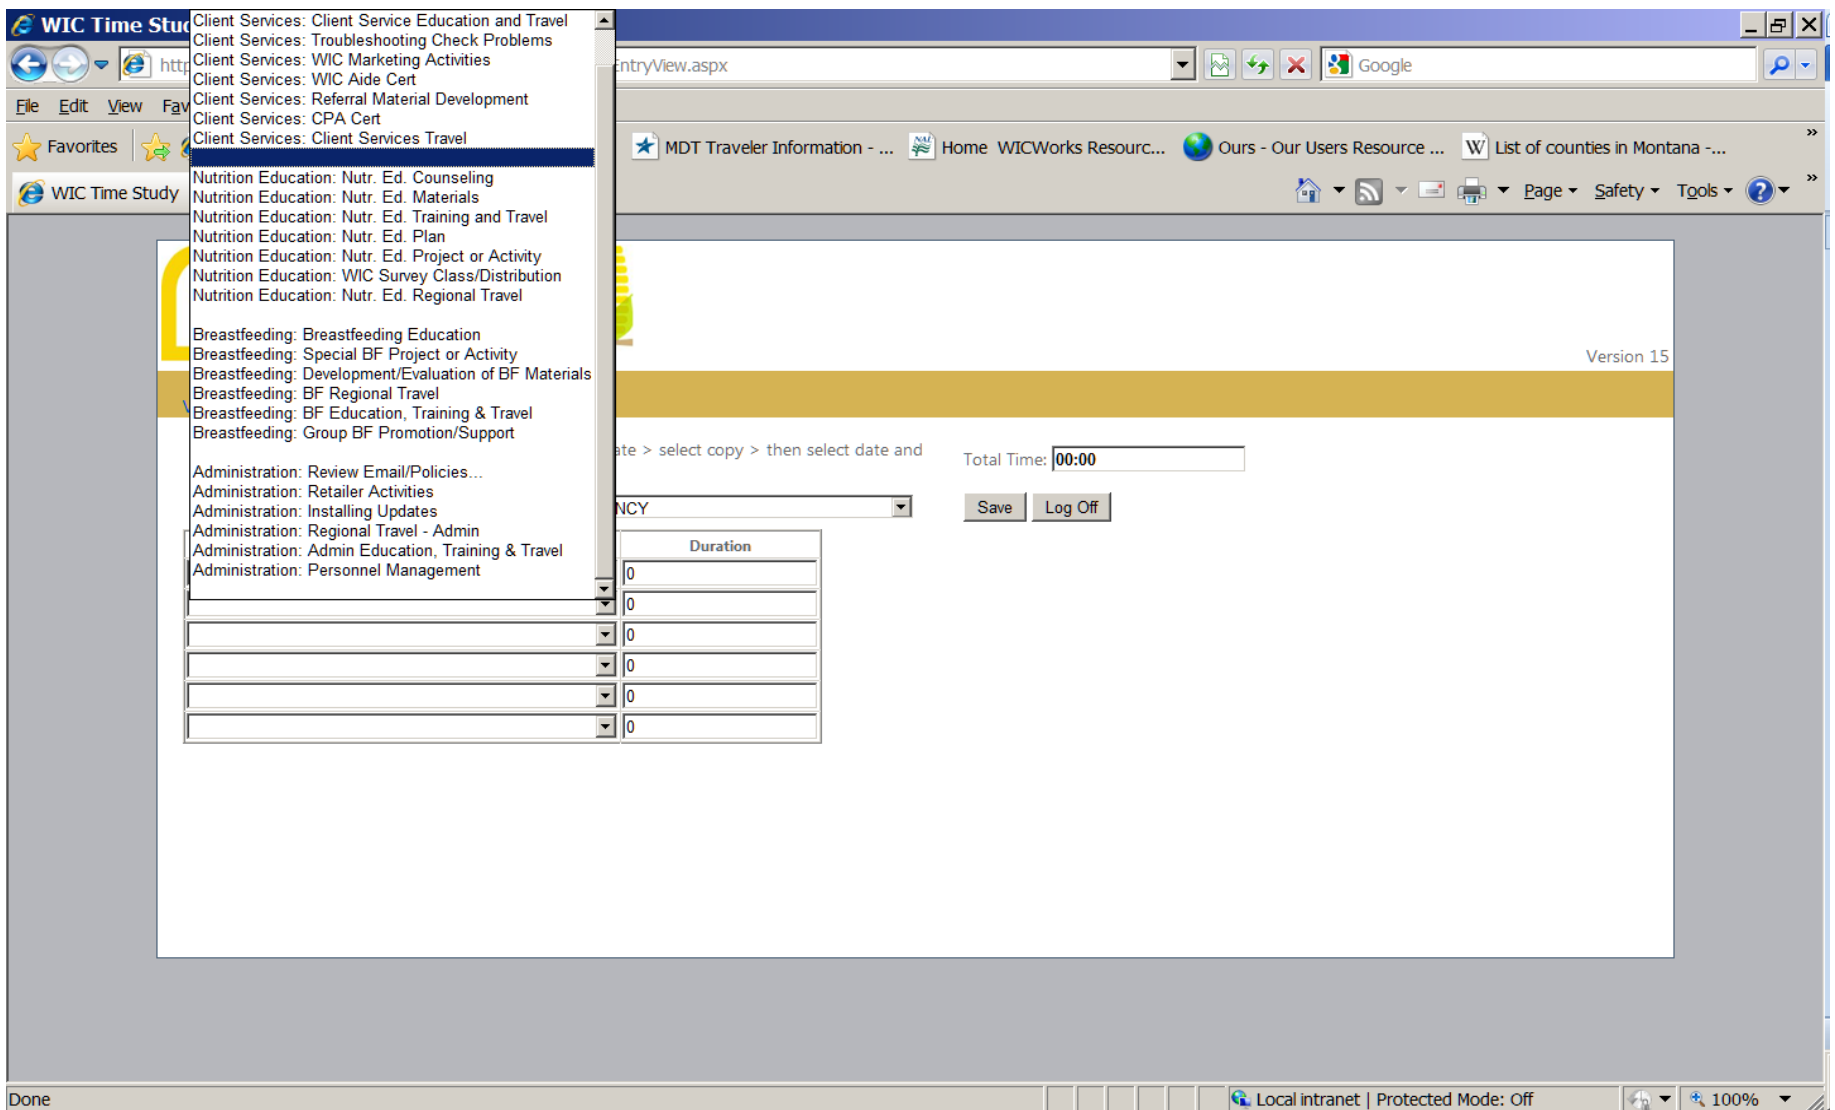 WIC Time Stu
Client Services: Client Service Education and Travel
Client Services: Troubleshooting Check Problems
Client Services: WIC Marketing Activities
Client Services: WIC Aide Cert
Client Services: Referral Material Development
Client Services: CPA Cert
Client Services: Client Services Travel
Nutrition Education: Nutr. Ed. Counseling
Nutrition Education: Nutr. Ed. Materials
Nutrition Education: Nutr. Ed. Training and Travel
Nutrition Education: Nutr. Ed. Plan
Nutrition Education: Nutr. Ed. Project or Activity
Nutrition Education: WIC Survey Class/Distribution
Nutrition Education: Nutr. Ed. Regional Travel
Breastfeeding: Breastfeeding Education
Breastfeeding: Special BF Project or Activity
Breastfeeding: Development/Evaluation of BF Materials
Breastfeeding: BF Regional Travel
Breastfeeding: BF Education, Training & Travel
Breastfeeding: Group BF Promotion/Support
Administration: Review Email/Policies...
Administration: Retailer Activities
Administration: Installing Updates
Administration: Regional Travel - Admin
Administration: Admin Education, Training & Travel
Administration: Personnel Management
http
EntryView.aspx
Google
File Edit View Fav
Favorites
MDT Traveler Information - ...
Home WICWorks Resourc...
Ours - Our Users Resource ...
W List of counties in Montana -...
WIC Time Study
Page Safety Tools
Version 15
ate > select copy > then select date and
Total Time: 00:00
NCY
Save Log Off
Duration
0
0
0
0
0
0
Done
Local intranet | Protected Mode: Off
100%